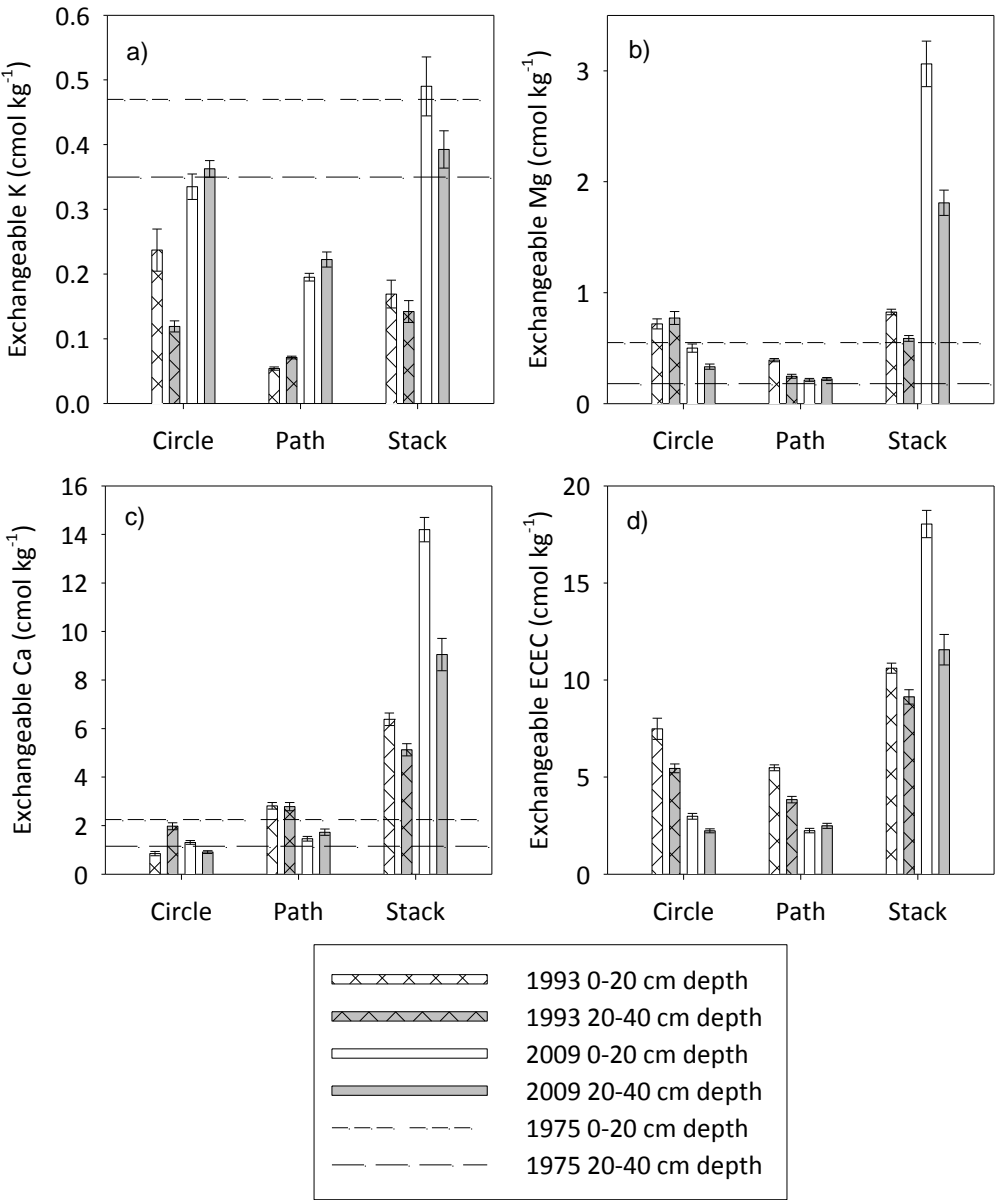 a)
Exchangeable K (cmol kg-1)
0.6
0.5
0.4
0.3
0.2
0.1
0.0
Circle Path Stack
b)
Exchangeable Mg (cmol kg-1)
3
2
1
0
Circle Path Stack
c)
Exchangeable Ca (cmol kg-1)
16
14
12
10
8
6
4
2
0
Circle Path Stack
d)
Exchangeable ECEC (cmol kg-1)
20
15
10
5
0
Circle Path Stack
1993 0-20 cm depth
1993 20-40 cm depth
2009 0-20 cm depth
2009 20-40 cm depth
1975 0-20 cm depth
1975 20-40 cm depth